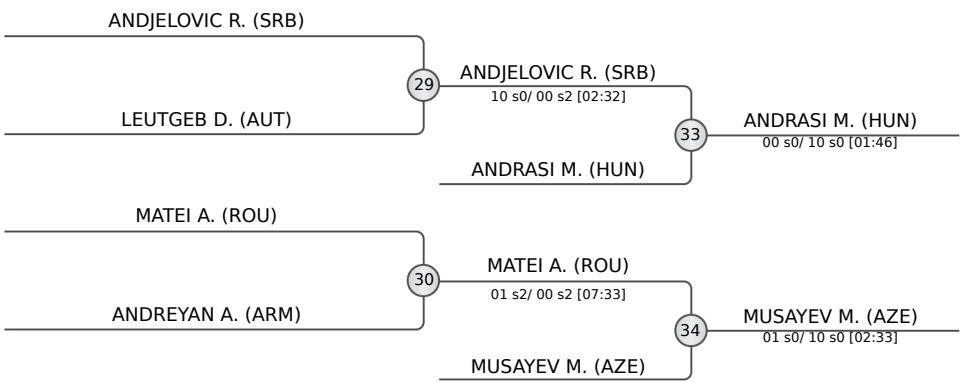 ANDJELOVIC R. (SRB)
29
LEUTGEB D. (AUT)
ANDJELOVIC R. (SRB)
10 s0/ 00 s2 [02:32]
33
ANDRASI M. (HUN)
ANDRASI M. (HUN)
00 s0/ 10 s0 [01:46]
MATEI A. (ROU)
30
ANDREYAN A. (ARM)
MATEI A. (ROU)
01 s2/ 00 s2 [07:33]
34
MUSAYEV M. (AZE)
MUSAYEV M. (AZE)
01 s0/ 10 s0 [02:33]